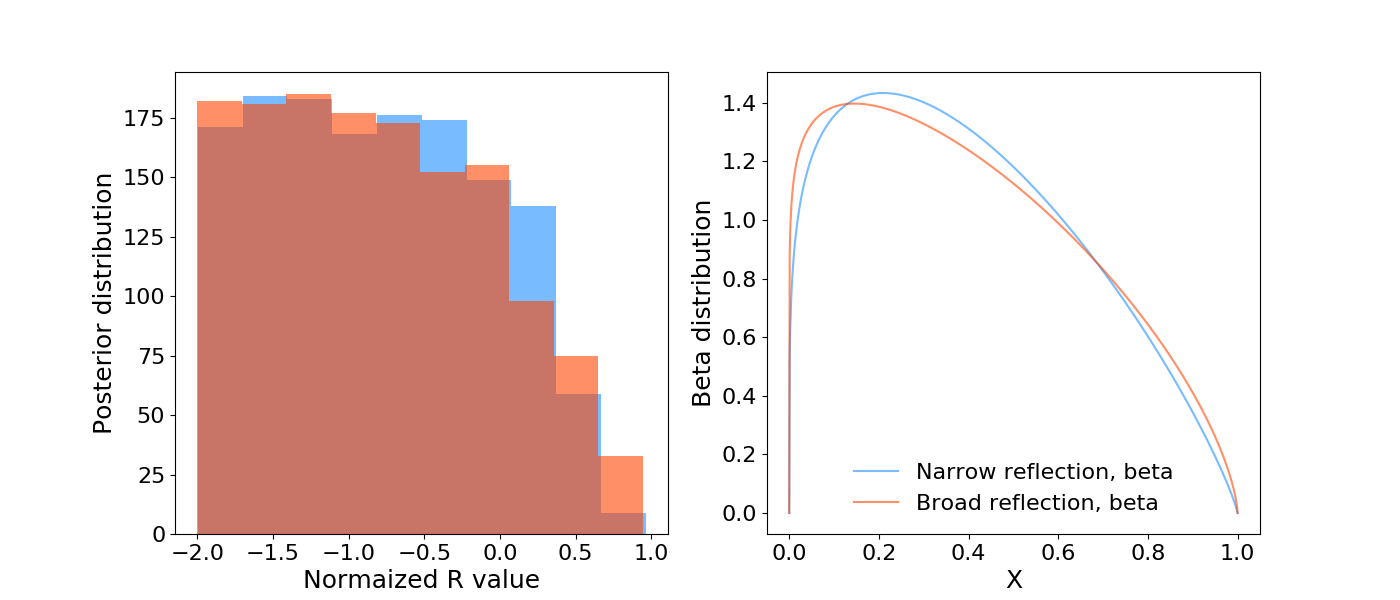 Posterior distribution
175
150
125
100
75
50
25
0
−2.0 −1.5 −1.0 −0.5 0.0 0.5 1.0
Normaized R value
Beta distribution
1.4
1.2
1.0
0.8
0.6
0.4
0.2
0.0
Narrow reflection, beta
Broad reflection, beta
0.0 0.2 0.4 0.6 0.8 1.0
X